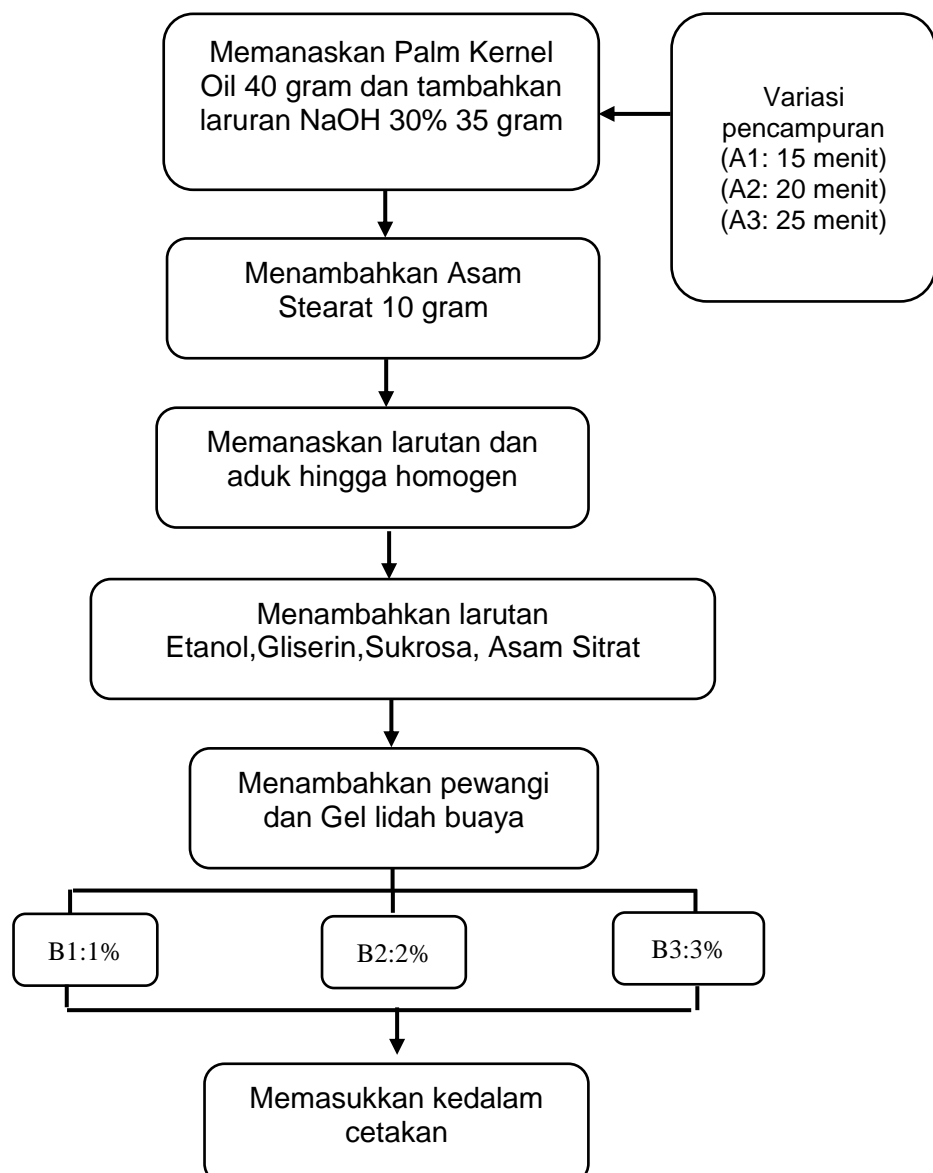 Memanaskan Palm Kernel
Oil 40 gram dan tambahkan
laruran NaOH 30% 35 gram
Variasi
pencampuran
(A1: 15 menit)
(A2: 20 menit)
(A3: 25 menit)
Menambahkan Asam
Stearat 10 gram
Memanaskan larutan dan
aduk hingga homogen
Menambahkan larutan
Etanol,Gliserin,Sukrosa, Asam Sitrat
Menambahkan pewangi
dan Gel lidah buaya
B1:1%
B2:2%
B3:3%
Memasukkan kedalam
cetakan